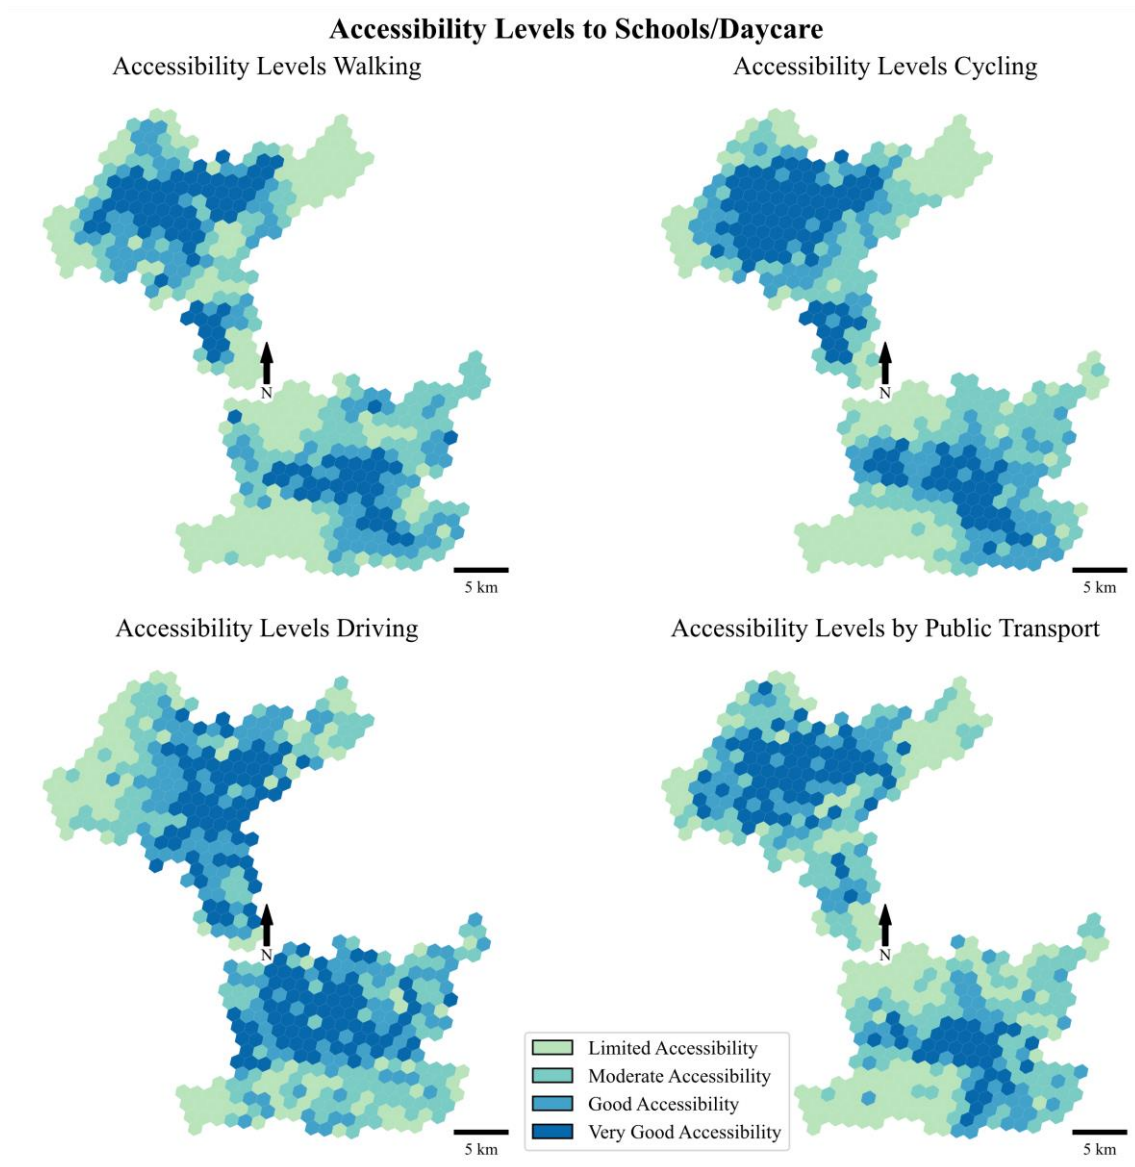 Accessibility Levels to Schools/Daycare
Accessibility Levels Walking
Accessibility Levels Cycling
N
N
5 km
5 km
Accessibility Levels Driving
Accessibility Levels by Public Transport
N
N
Limited Accessibility
Moderate Accessibility
Good Accessibility
Very Good Accessibility
5 km
5 km